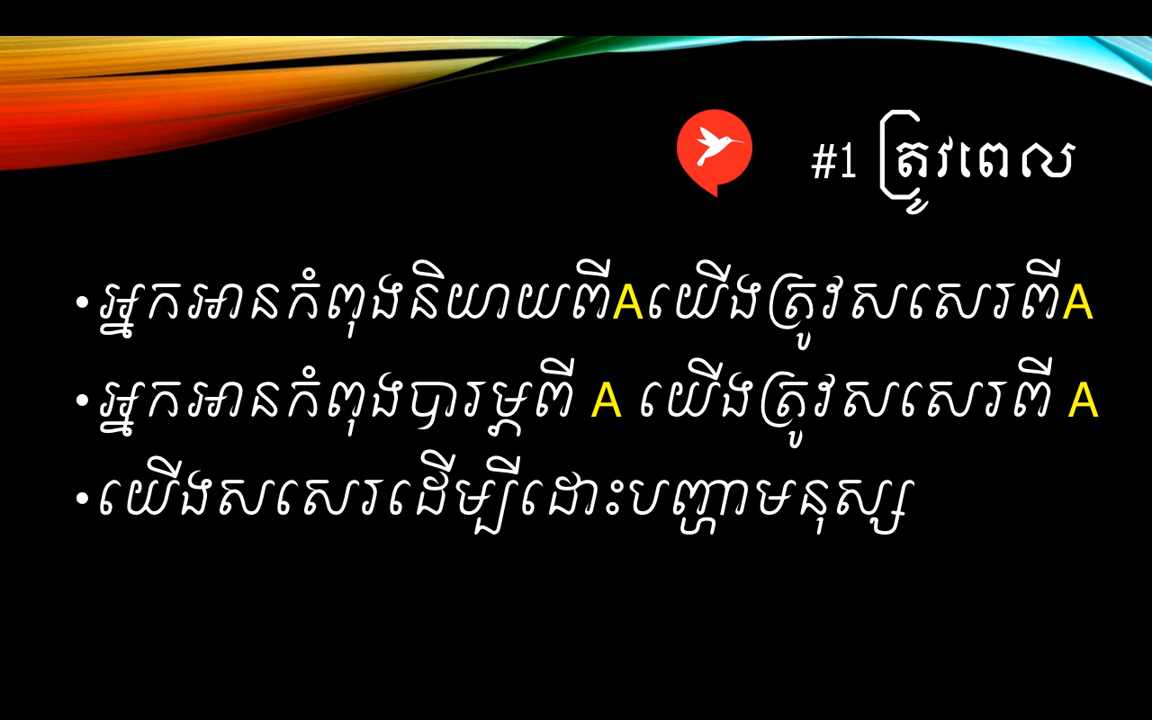 #1 ត្រូវពេល
•អ្នកអានកំពុងនិយាយពីAយើងត្រូវសសេរពីA
•អ្នកអានកំពុងបារម្ភពី A យើងត្រូវសសេរពី A
•យើងសសេរដើម្បីដោះបញ្ហាមនុស្ស